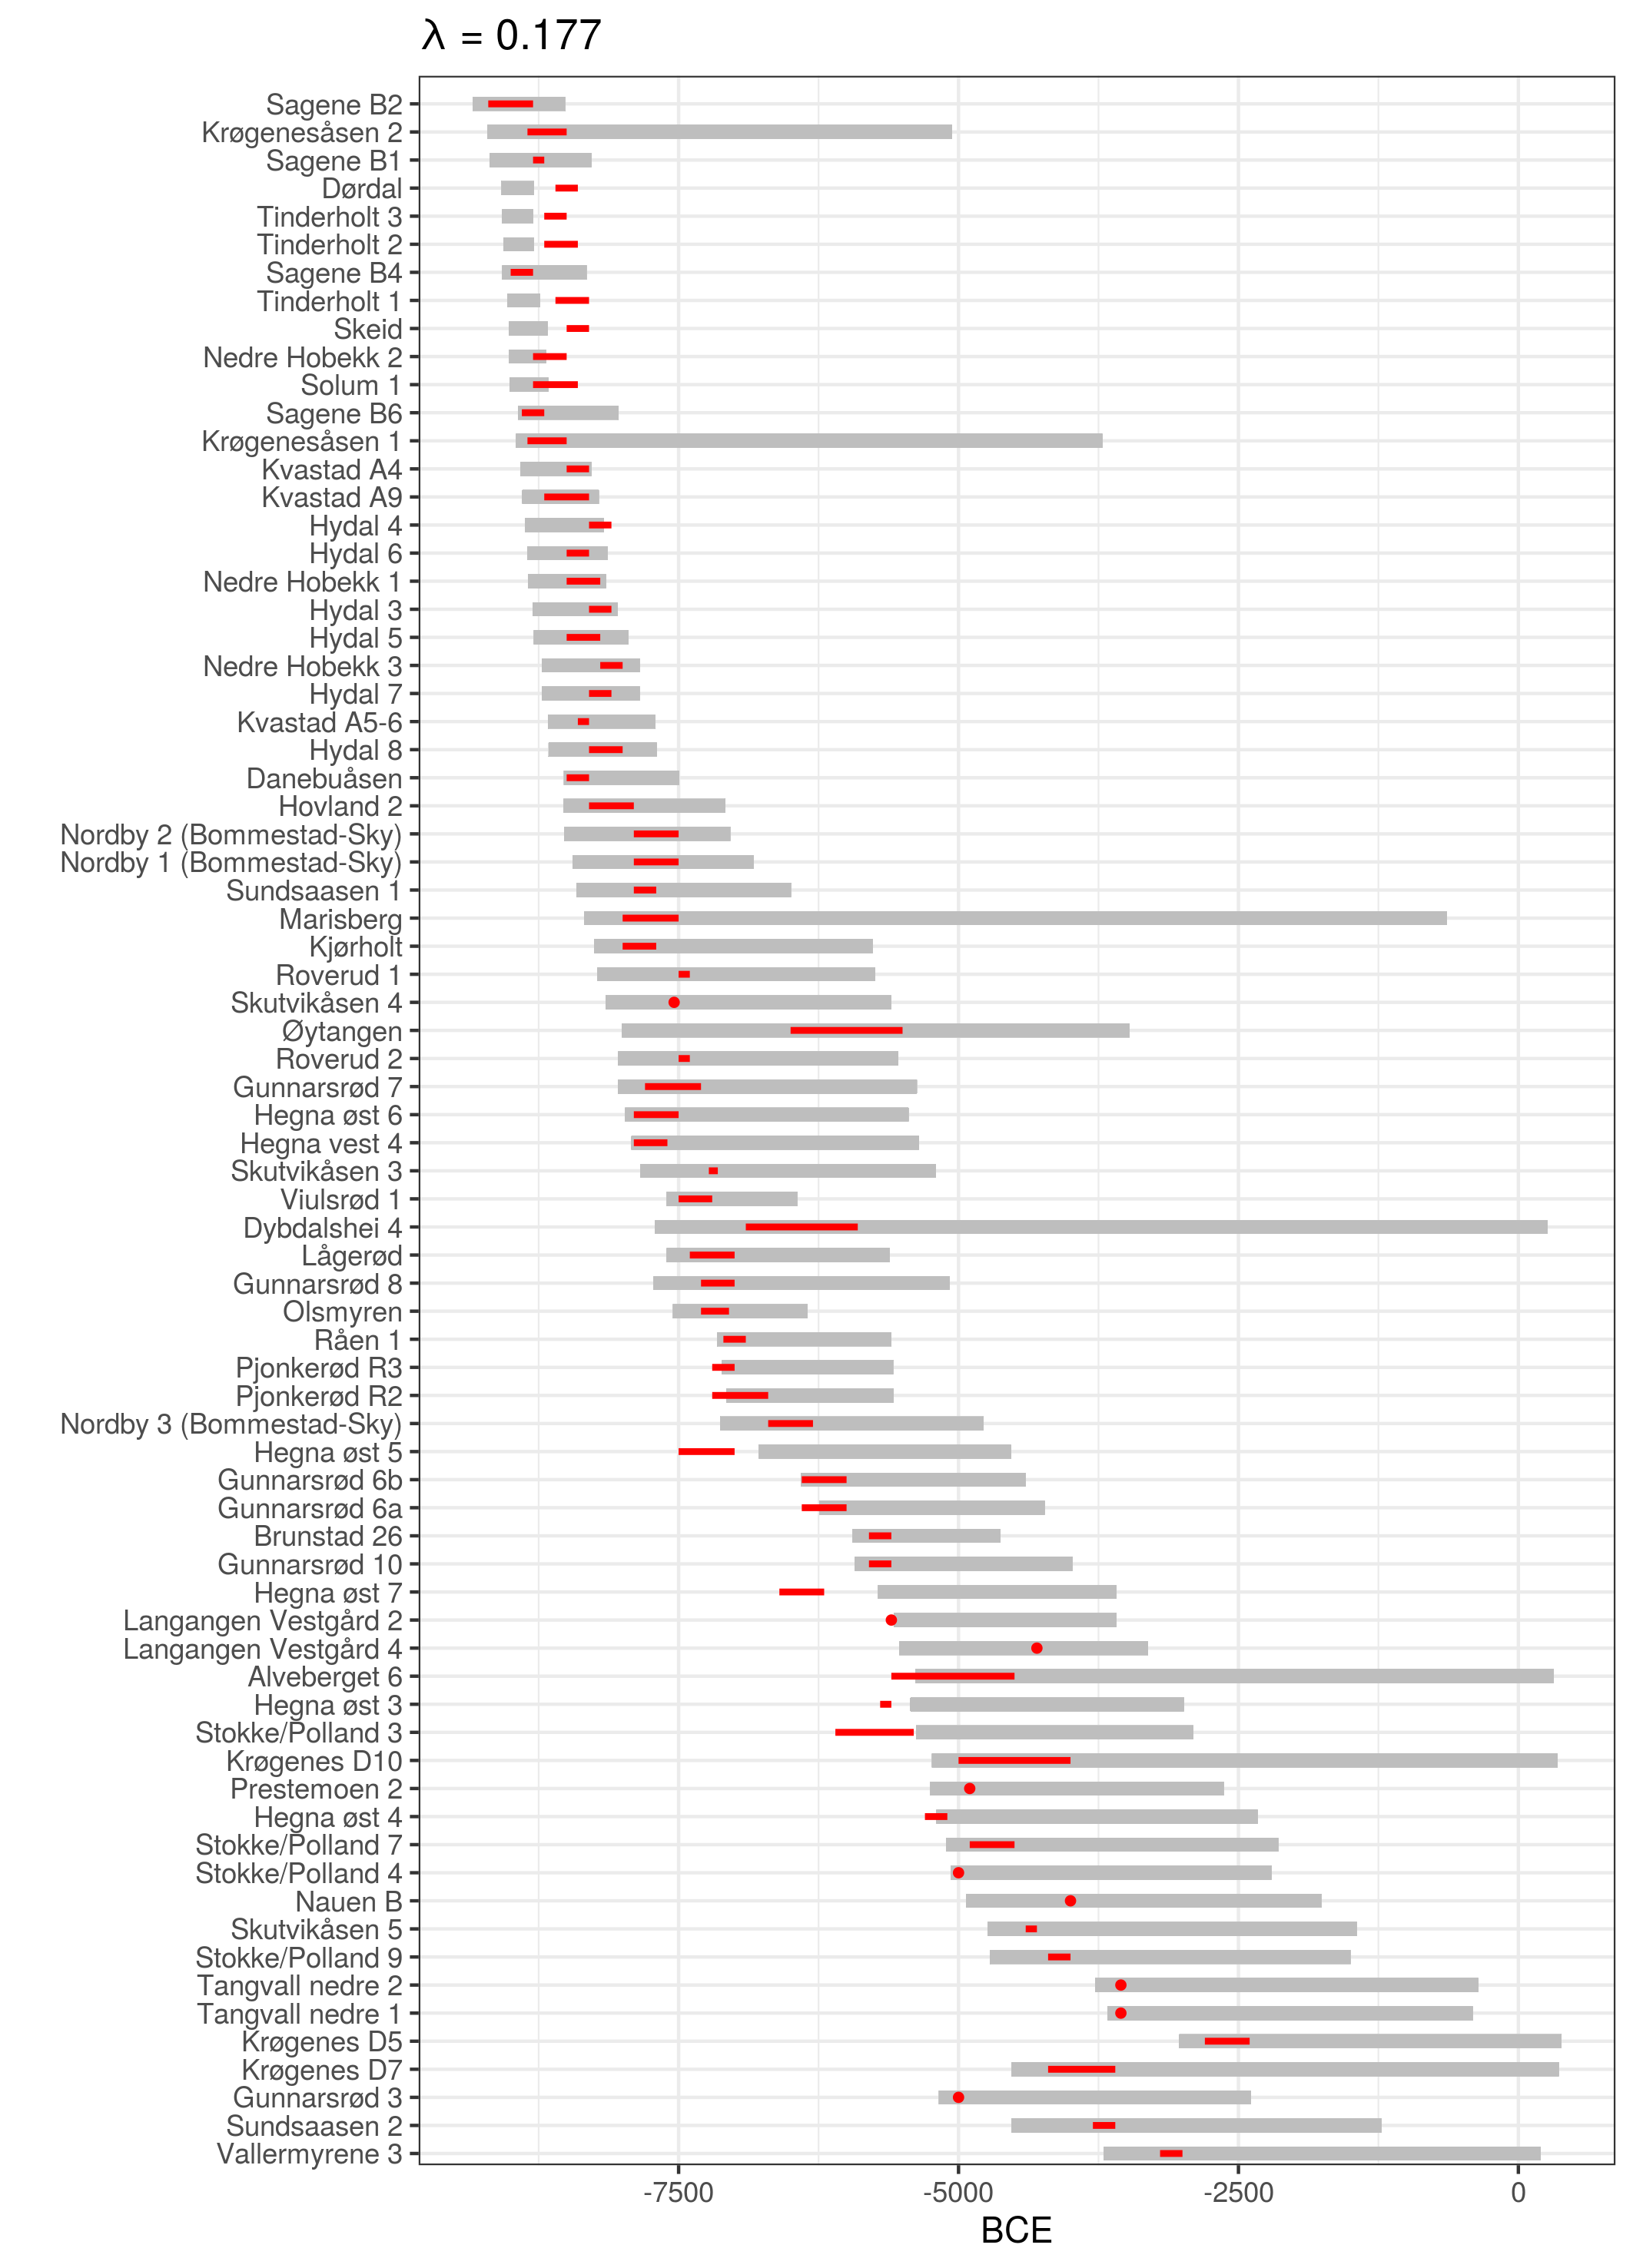 λ = 0.177
Sagene B2
Krøgenesåsen 2
Sagene B1
Dørdal
Tinderholt 3
Tinderholt 2
Sagene B4
Tinderholt 1
Skeid
Nedre Hobekk 2
Solum 1
Sagene B6
Krøgenesåsen 1
Kvastad A4
Kvastad A9
Hydal 4
Hydal 6
Nedre Hobekk 1
Hydal 3
Hydal 5
Nedre Hobekk 3
Hydal 7
Kvastad A5-6
Hydal 8
Danebuåsen
Hovland 2
Nordby 2 (Bommestad-Sky)
Nordby 1 (Bommestad-Sky)
Sundsaasen 1
Marisberg
Kjørholt
Roverud 1
Skutvikåsen 4
Øytangen
Roverud 2
Gunnarsrød 7
Hegna øst 6
Hegna vest 4
Skutvikåsen 3
Viulsrød 1
Dybdalshei 4
Lågerød
Gunnarsrød 8
Olsmyren
Råen 1
Pjonkerød R3
Pjonkerød R2
Nordby 3 (Bommestad-Sky)
Hegna øst 5
Gunnarsrød 6b
Gunnarsrød 6a
Brunstad 26
Gunnarsrød 10
Hegna øst 7
Langangen Vestgård 2
Langangen Vestgård 4
Alveberget 6
Hegna øst 3
Stokke/Polland 3
Krøgenes D10
Prestemoen 2
Hegna øst 4
Stokke/Polland 7
Stokke/Polland 4
Nauen B
Skutvikåsen 5
Stokke/Polland 9
Tangvall nedre 2
Tangvall nedre 1
Krøgenes D5
Krøgenes D7
Gunnarsrød 3
Sundsaasen 2
Vallermyrene 3
-7500 -5000 -2500 0
BCE